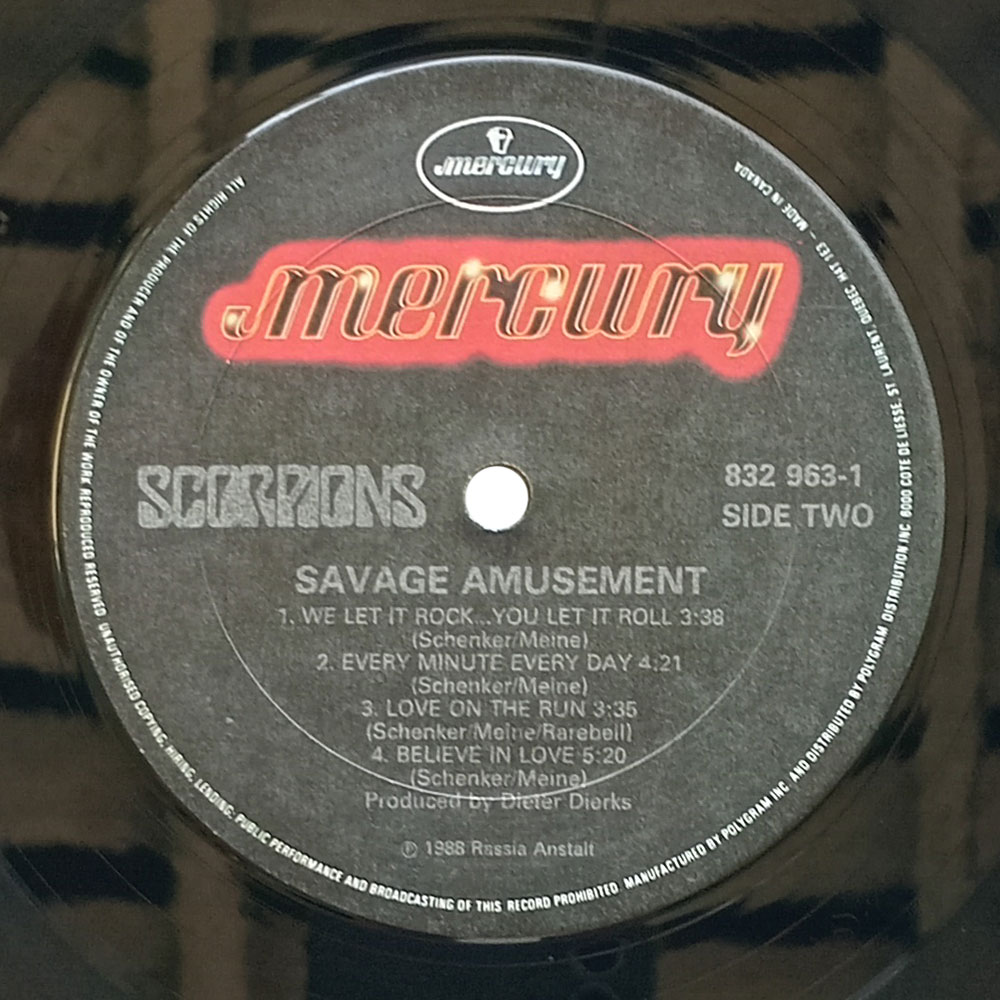 mercury
mercury
SCORPIONS
832 963-1
SIDE TWO
SAVAGE AMUSEMENT
1. WE LET IT ROCK...YOU LET IT ROLL 3:38
(Schenker/Meine)
2. EVERY MINUTE EVERY DAY 4:21
(Schenker/Meine)
3. LOVE ON THE RUN 3:35
(Schenker/Meine/Rarebell)
4. BELIEVE IN LOVE 5:20
(Schenker/Meine)
Produced by Dieter Dierks
℗ 1988 Rassia Anstalt
ALL RIGHTS OF THE PRODUCER AND OF THE OWNER OF THE WORK REPRODUCED RESERVED UNAUTHORISED COPYING, HIRING, LENDING, PUBLIC PERFORMANCE AND BROADCASTING OF THIS RECORD PROHIBITED MANUFACTURED BY POLYGRAM INC AND DISTRIBUTED BY POLYGRAM DISTRIBUTION INC 6000 COTE DE LIESSE, ST LAURENT, QUEBEC H4T 1E3 – MADE IN CANADA